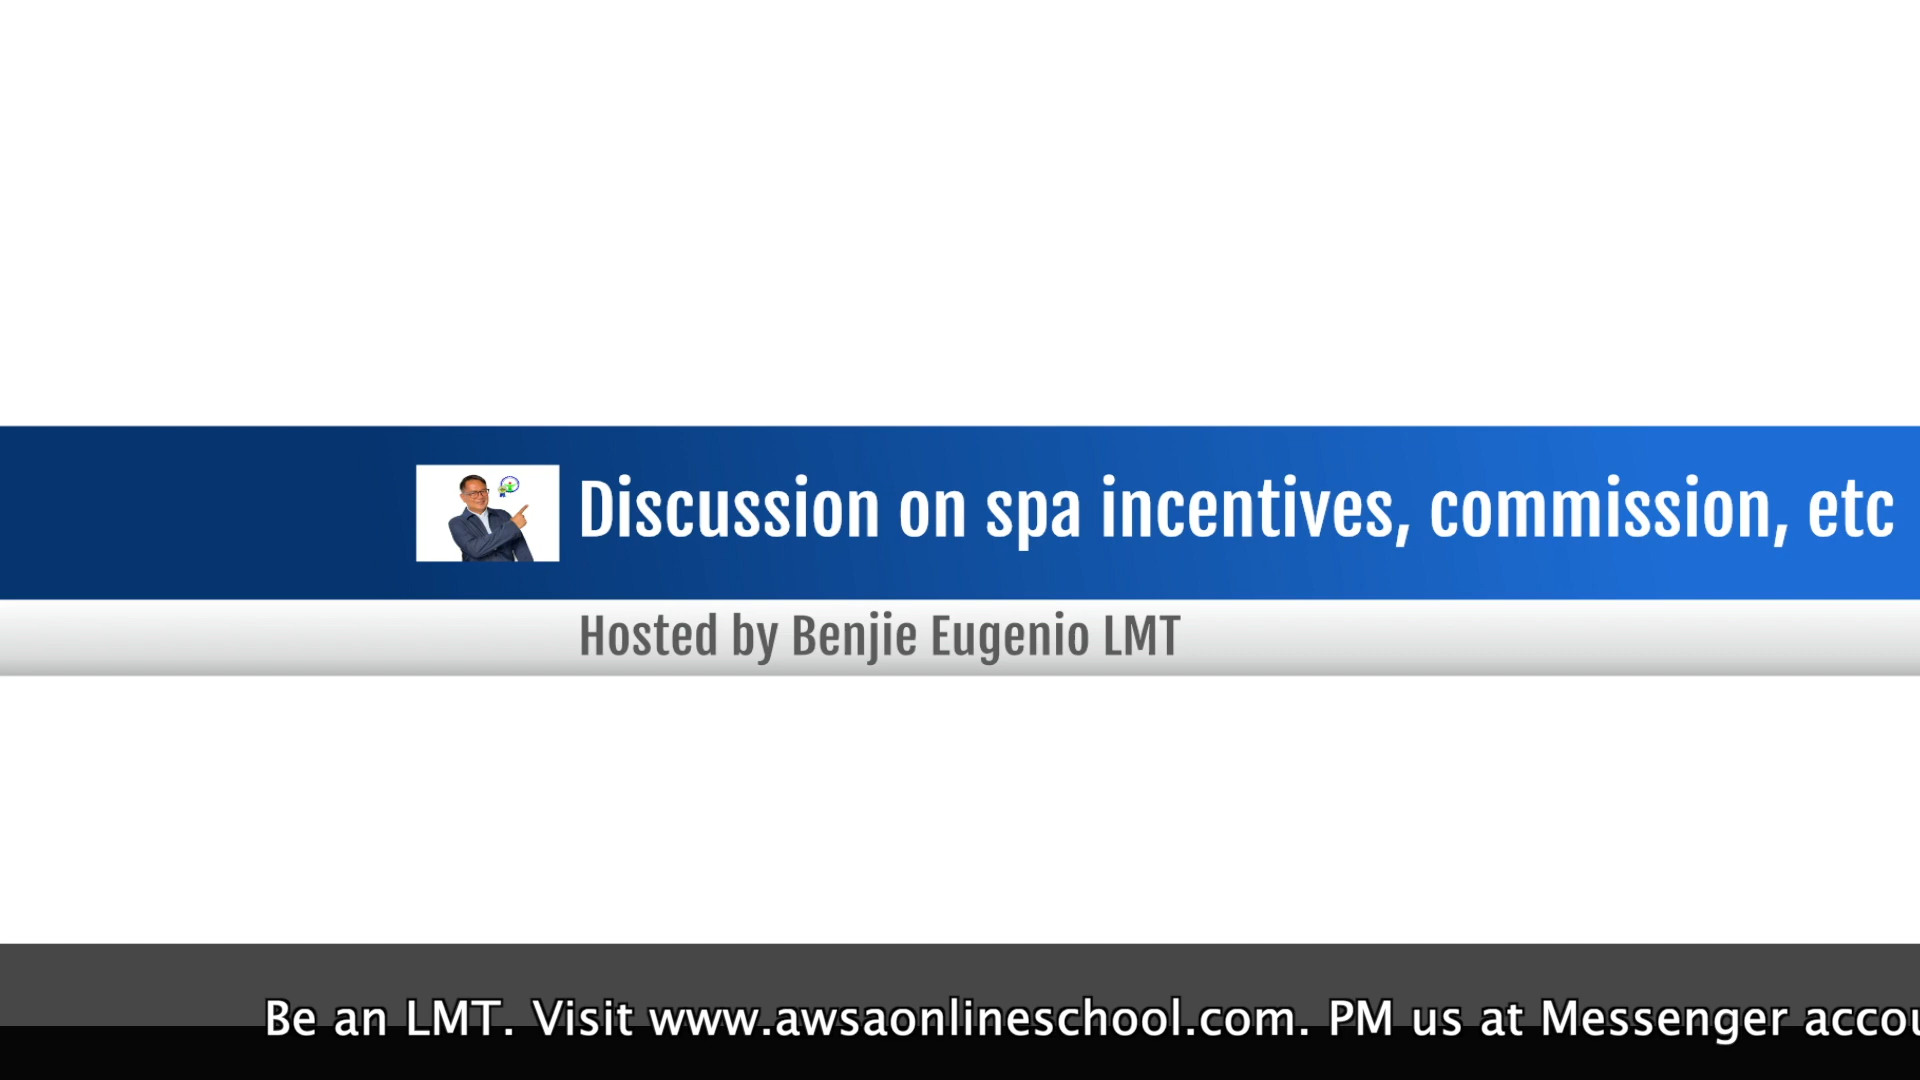 Discussion on spa incentives, commission, etc
Hosted by Benjie Eugenio LMT
Be an LMT. Visit www.awsaonlineschool.com. PM us at Messenger